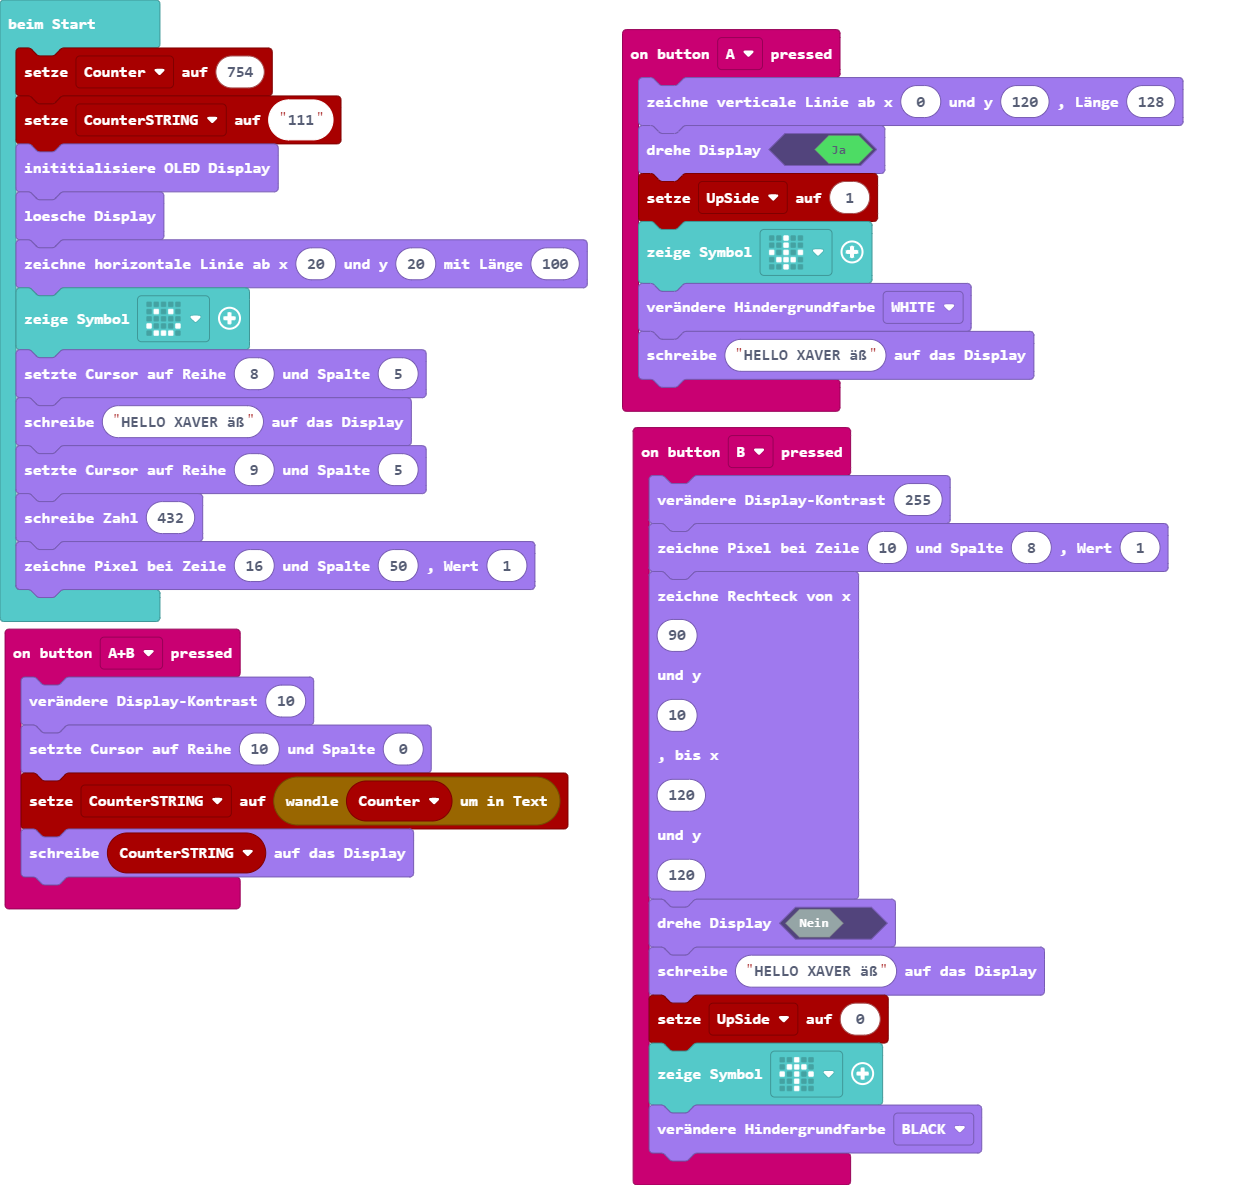 beim Start
setze Counter auf 754
setze CounterSTRING auf "111"
inititialisiere OLED Display
loesche Display
zeichne horizontale Linie ab x 20 und y 20 mit Länge 100
zeige Symbol
setzte Cursor auf Reihe 8 und Spalte 5
schreibe "HELLO XAVER äß" auf das Display
setzte Cursor auf Reihe 9 und Spalte 5
schreibe Zahl 432
zeichne Pixel bei Zeile 16 und Spalte 50 , Wert 1
on button A+B pressed
verändere Display-Kontrast 10
setzte Cursor auf Reihe 10 und Spalte 0
setze CounterSTRING auf wandle Counter um in Text
schreibe CounterSTRING auf das Display
on button A pressed
zeichne verticale Linie ab x 0 und y 120 , Länge 128
drehe Display Ja
setze UpSide auf 1
zeige Symbol
verändere Hindergrundfarbe WHITE
schreibe "HELLO XAVER äß" auf das Display
on button B pressed
verändere Display-Kontrast 255
zeichne Pixel bei Zeile 10 und Spalte 8 , Wert 1
zeichne Rechteck von x
90
und y
10
, bis x
120
und y
120
drehe Display Nein
schreibe "HELLO XAVER äß" auf das Display
setze UpSide auf 0
zeige Symbol
verändere Hindergrundfarbe BLACK